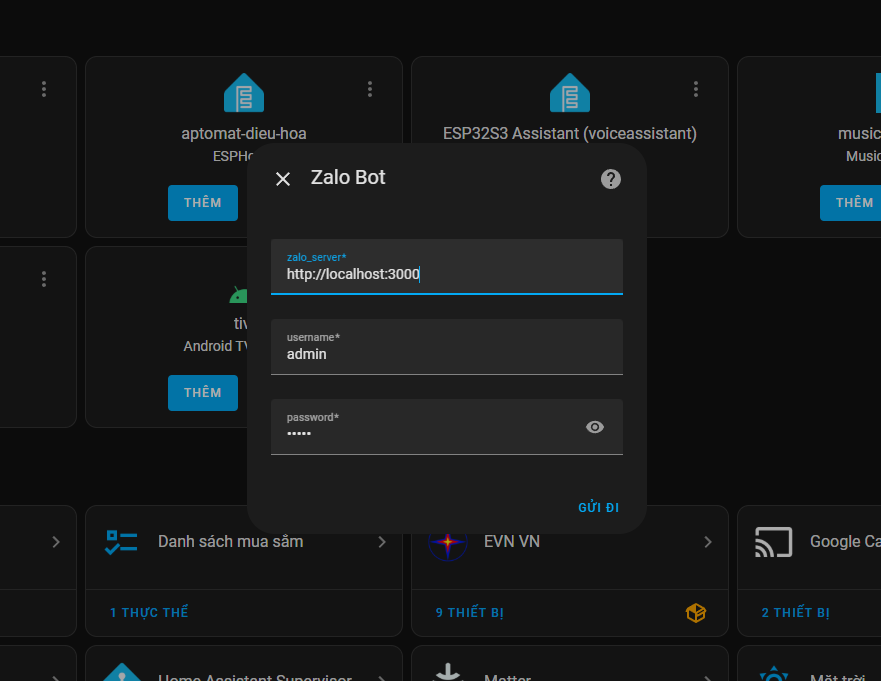 aptomat-dieu-hoa
ESPHo
THÊM
ESP32S3 Assistant (voiceassistant)
music
Music
THÊM
Zalo Bot
zalo_server*
http://localhost:3000
username*
admin
password*
•••••
GỬI ĐI
tiv
Android TV
THÊM
Danh sách mua sắm
1 THỰC THỂ
EVN VN
9 THIẾT BỊ
Google Ca
2 THIẾT BỊ
Home Assistant Supervisor
Matter
Mặt trời